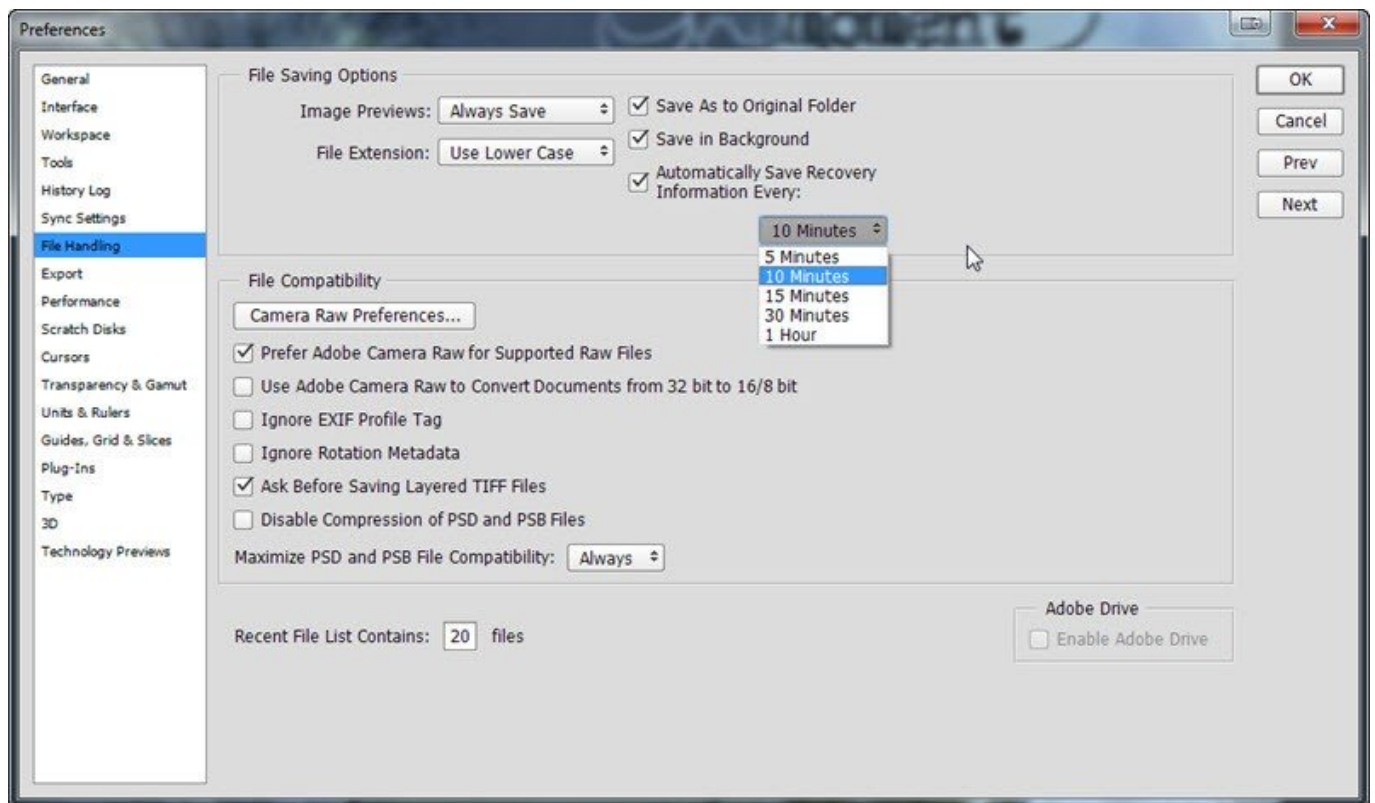 Preferences
General
Interface
Workspace
Tools
History Log
Sync Settings
File Handling
Export
Performance
Scratch Disks
Cursors
Transparency & Gamut
Units & Rulers
Guides, Grid & Slices
Plug-Ins
Type
3D
Technology Previews
File Saving Options
Image Previews: Always Save
File Extension: Use Lower Case
Save As to Original Folder
Save in Background
Automatically Save Recovery
Information Every:
10 Minutes
5 Minutes
10 Minutes
15 Minutes
30 Minutes
1 Hour
File Compatibility
Camera Raw Preferences...
Prefer Adobe Camera Raw for Supported Raw Files
Use Adobe Camera Raw to Convert Documents from 32 bit to 16/8 bit
Ignore EXIF Profile Tag
Ignore Rotation Metadata
Ask Before Saving Layered TIFF Files
Disable Compression of PSD and PSB Files
Maximize PSD and PSB File Compatibility: Always
Recent File List Contains: 20 files
Adobe Drive
Enable Adobe Drive
OK
Cancel
Prev
Next